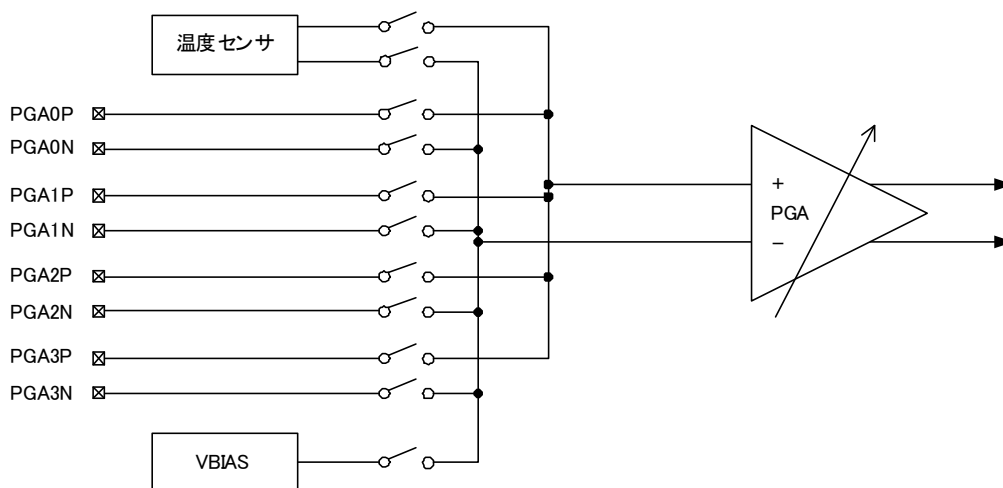 温度センサ
PGA0P
PGA0N
PGA1P
PGA1N
PGA2P
PGA2N
PGA3P
PGA3N
VBIAS
+
PGA
−